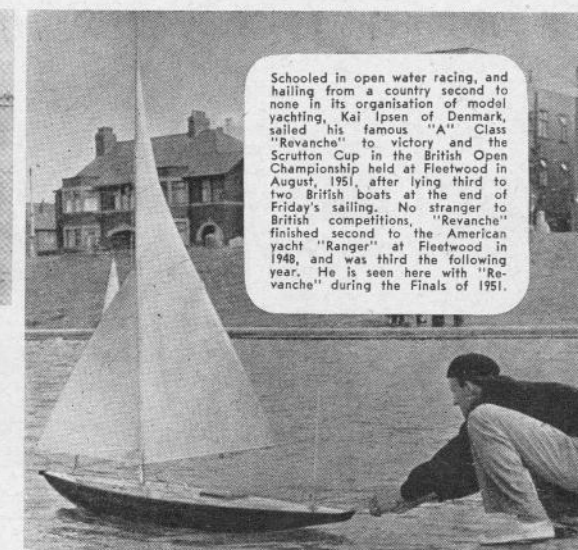 Schooled in open water racing, and
hailing from a country second to
none in its organisation of model
yachting, Kai Ipsen of Denmark,
sailed his famous "A" Class
"Revanche" to victory and the
Scrutton Cup in the British Open
Championship held at Fleetwood in
August, 1951, after lying third to
two British boats at the end of
Friday's sailing. No stranger to
British competitions, "Revanche"
finished second to the American
yacht "Ranger" at Fleetwood in
1948, and was third the following
year. He is seen here with "Re-
vanche" during the Finals of 1951.